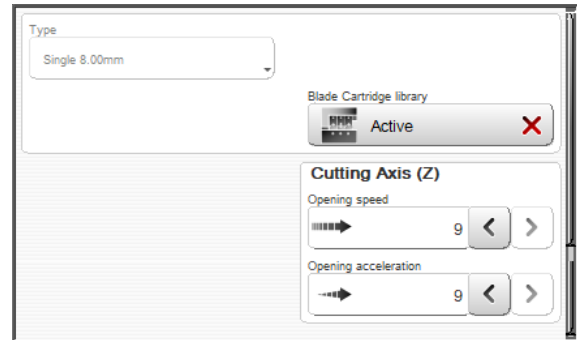 Type
Single 8.00mm
Blade Cartridge library
Active
Cutting Axis (Z)
Opening speed
9
Opening acceleration
9